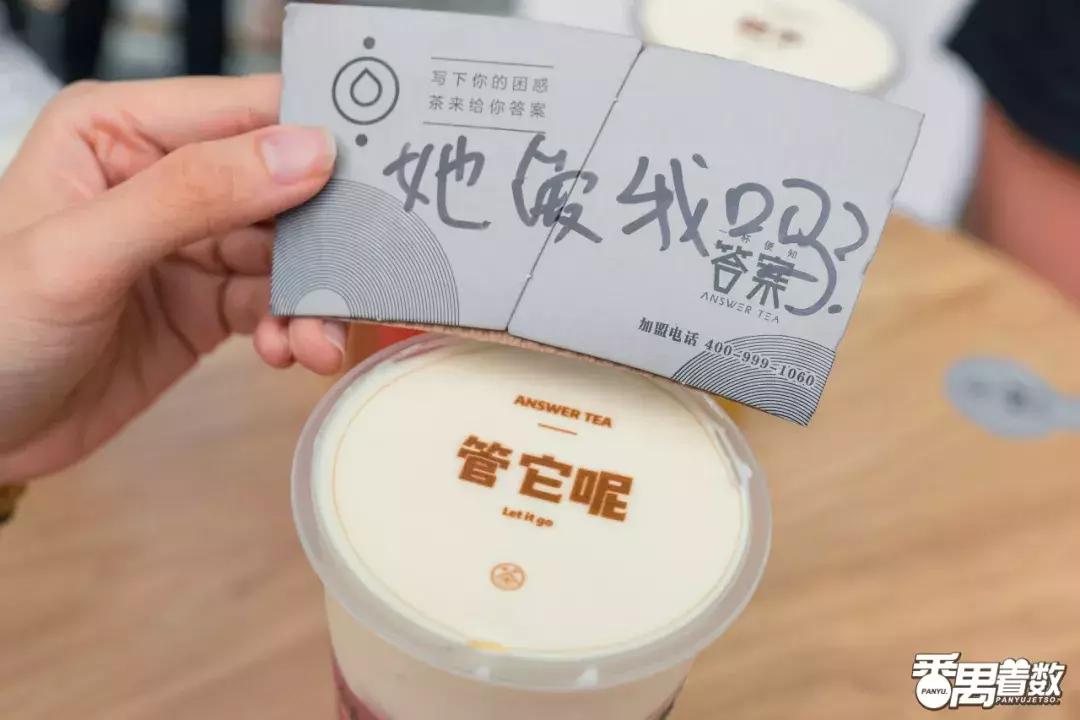 写下你的困惑
茶来给你答案
她爱我吗?
一杯便知
答案
ANSWER TEA
加盟电话 400-999-1060
ANSWER TEA
管它呢
Let it go
茶
番禺着数
PANYU.
PANYUJETSO